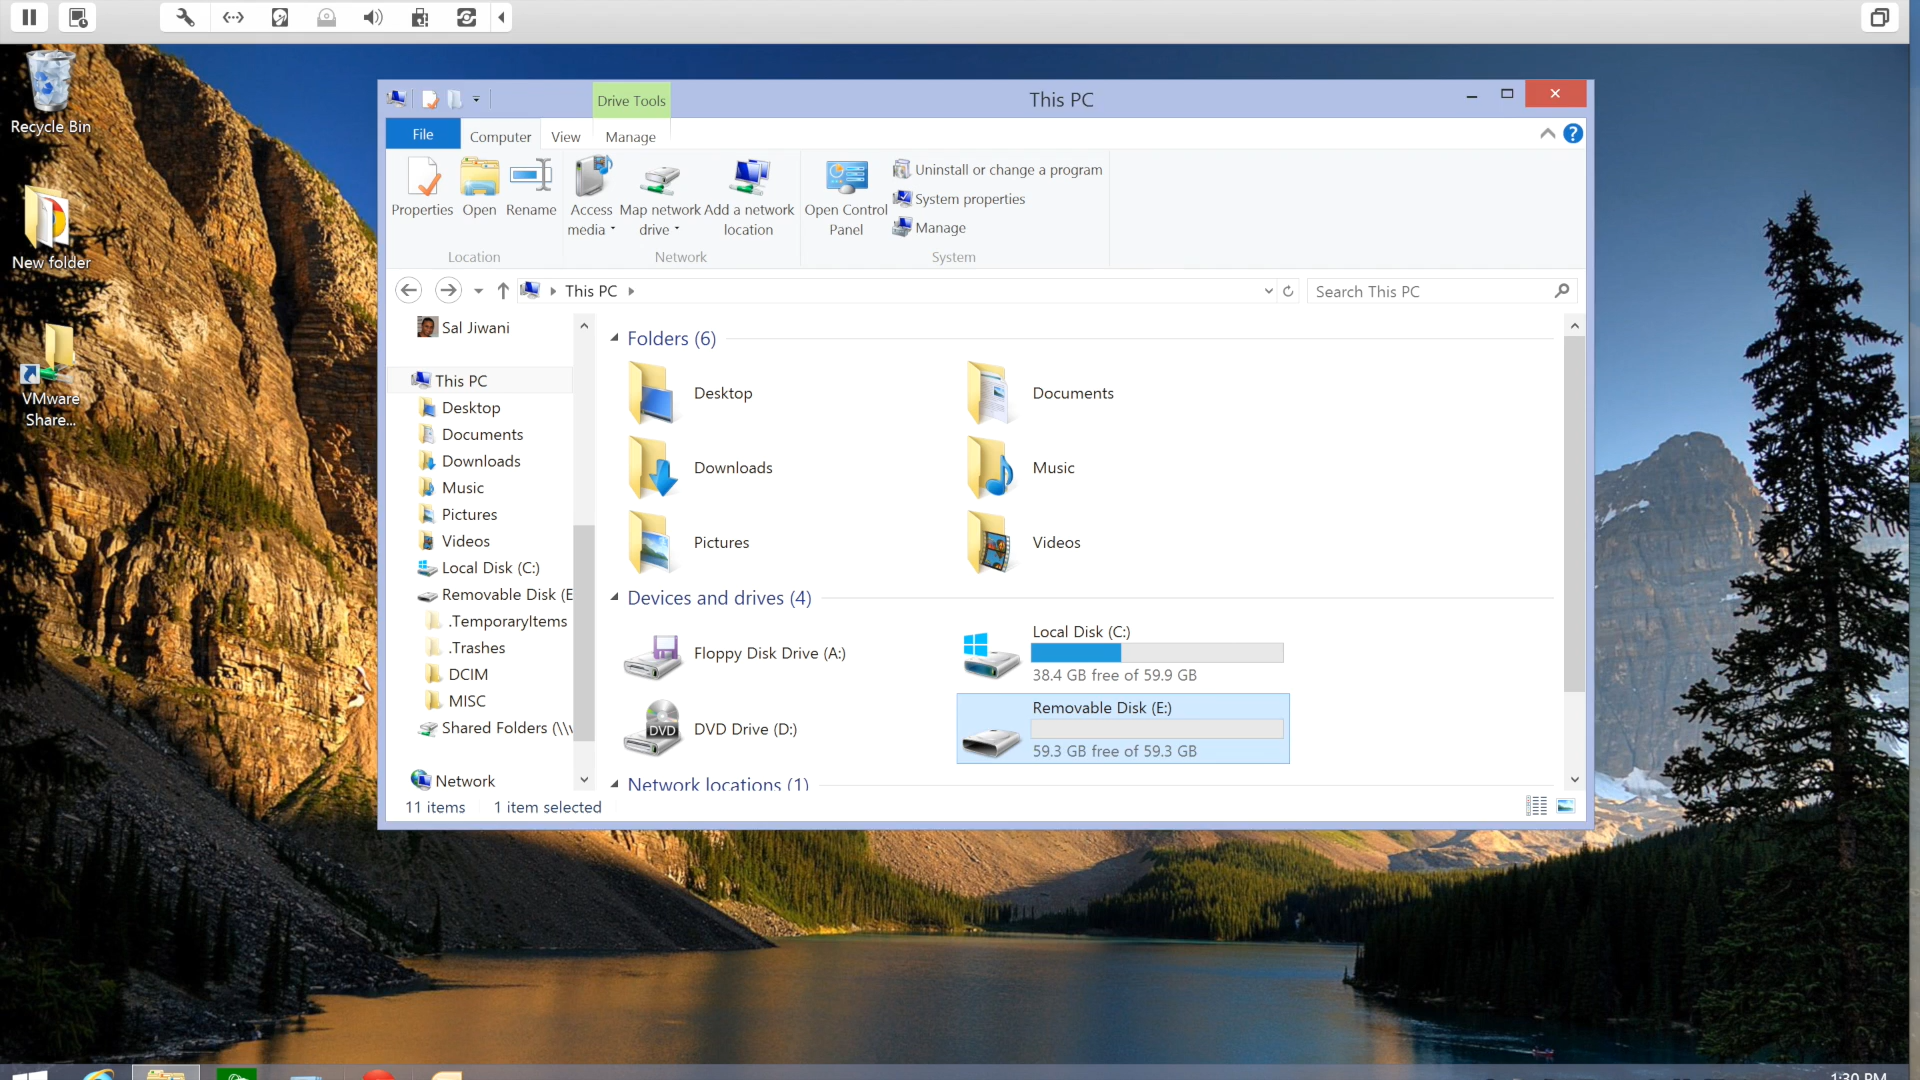 Recycle Bin
New folder
VMware
Share...
Drive Tools
This PC
File
Computer
View
Manage
Properties
Open
Rename
Access
media
Map network
drive
Add a network
location
Open Control
Panel
Uninstall or change a program
System properties
Manage
Location
Network
System
This PC
Search This PC
Sal Jiwani
This PC
Desktop
Documents
Downloads
Music
Pictures
Videos
Local Disk (C:)
Removable Disk (E
.TemporaryItems
.Trashes
DCIM
MISC
Shared Folders (\\v
Network
Folders (6)
Desktop
Documents
Downloads
Music
Pictures
Videos
Devices and drives (4)
Floppy Disk Drive (A:)
Local Disk (C:)
38.4 GB free of 59.9 GB
DVD
DVD Drive (D:)
Removable Disk (E:)
59.3 GB free of 59.3 GB
Network locations (1)
11 items
1 item selected
1:30 PM